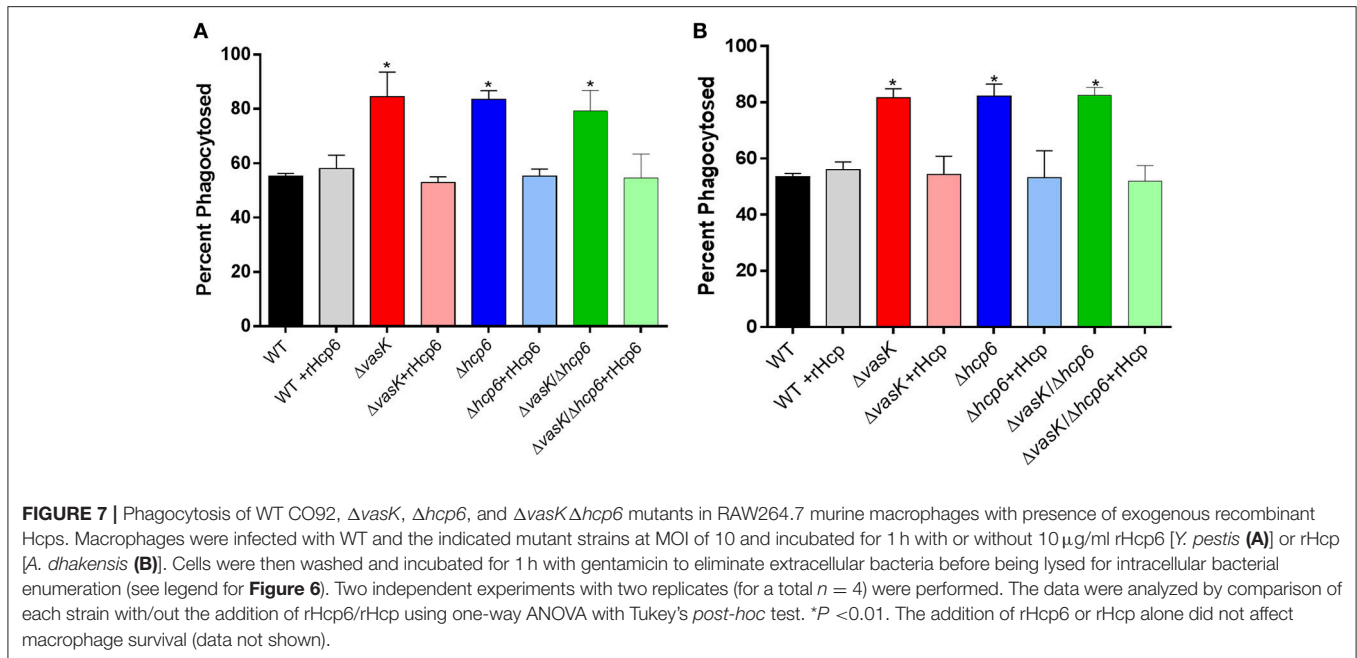 A
Percent Phagocytosed
100
80
60
40
20
0
*
*
*
WT
WT +rHcp6
ΔvasK
ΔvasK+rHcp6
Δhcp6
Δhcp6+rHcp6
ΔvasK/Δhcp6
ΔvasK/Δhcp6+rHcp6
B
Percent Phagocytosed
100
80
60
40
20
0
*
*
*
WT
WT +rHcp
ΔvasK
ΔvasK +rHcp
Δhcp6
Δhcp6+rHcp
ΔvasK/Δhcp6
ΔvasK/Δhcp6+rHcp
FIGURE 7 | Phagocytosis of WT CO92, ΔvasK, Δhcp6, and ΔvasKΔhcp6 mutants in RAW264.7 murine macrophages with presence of exogenous recombinant
Hcps. Macrophages were infected with WT and the indicated mutant strains at MOI of 10 and incubated for 1 h with or without 10 μg/ml rHcp6 [Y. pestis (A)] or rHcp
[A. dhakensis (B)]. Cells were then washed and incubated for 1 h with gentamicin to eliminate extracellular bacteria before being lysed for intracellular bacterial
enumeration (see legend for Figure 6). Two independent experiments with two replicates (for a total n = 4) were performed. The data were analyzed by comparison of
each strain with/out the addition of rHcp6/rHcp using one-way ANOVA with Tukey's post-hoc test. *P <0.01. The addition of rHcp6 or rHcp alone did not affect
macrophage survival (data not shown).